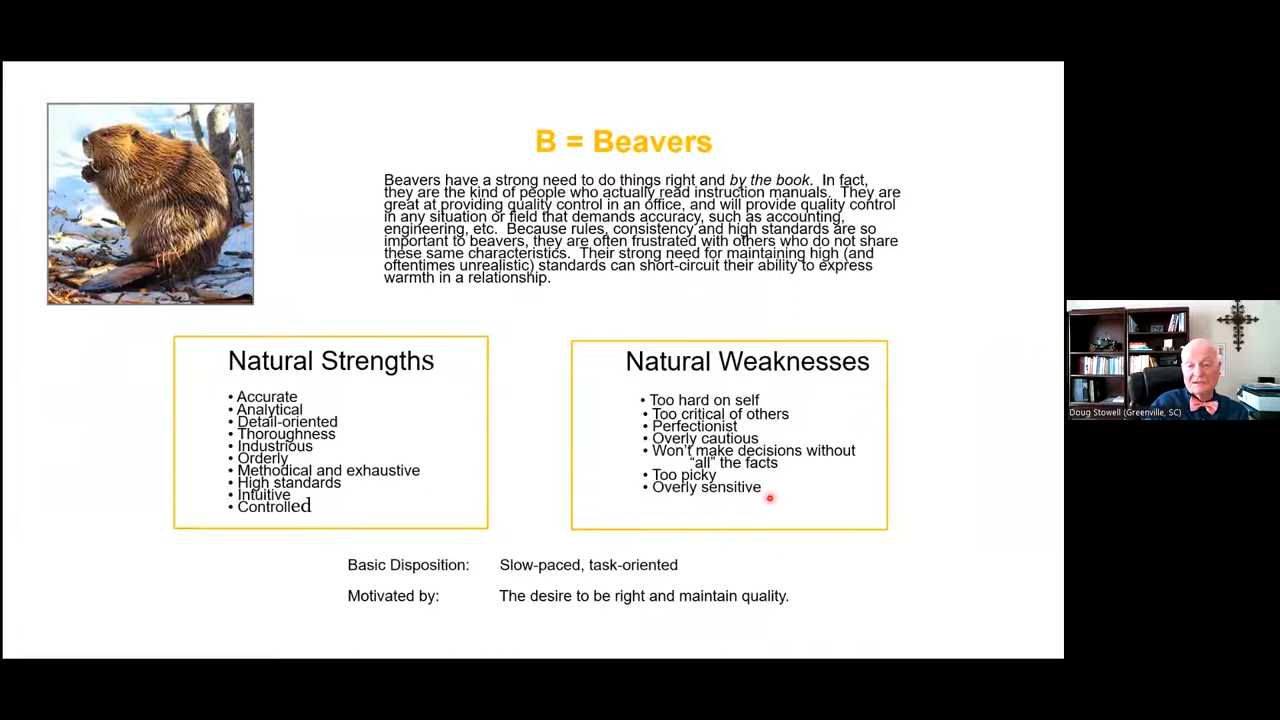 B = Beavers
Beavers have a strong need to do things right and by the book. In fact,
they are the kind of people who actually read instruction manuals. They are
great at providing quality control in an office, and will provide quality control
in any situation or field that demands accuracy, such as accounting,
engineering, etc. Because rules, consistency and high standards are so
important to beavers, they are often frustrated with others who do not share
these same characteristics. Their strong need for maintaining high (and
oftentimes unrealistic) standards can short-circuit their ability to express
warmth in a relationship.
Natural Strengths
• Accurate
• Analytical
• Detail-oriented
• Thoroughness
• Industrious
• Orderly
• Methodical and exhaustive
• High standards
• Intuitive
• Controlled
Natural Weaknesses
• Too hard on self
• Too critical of others
• Perfectionist
• Overly cautious
• Won't make decisions without
“all” the facts
• Too picky
• Overly sensitive
Basic Disposition: Slow-paced, task-oriented
Motivated by: The desire to be right and maintain quality.
Doug Stowell (Greenville, SC)